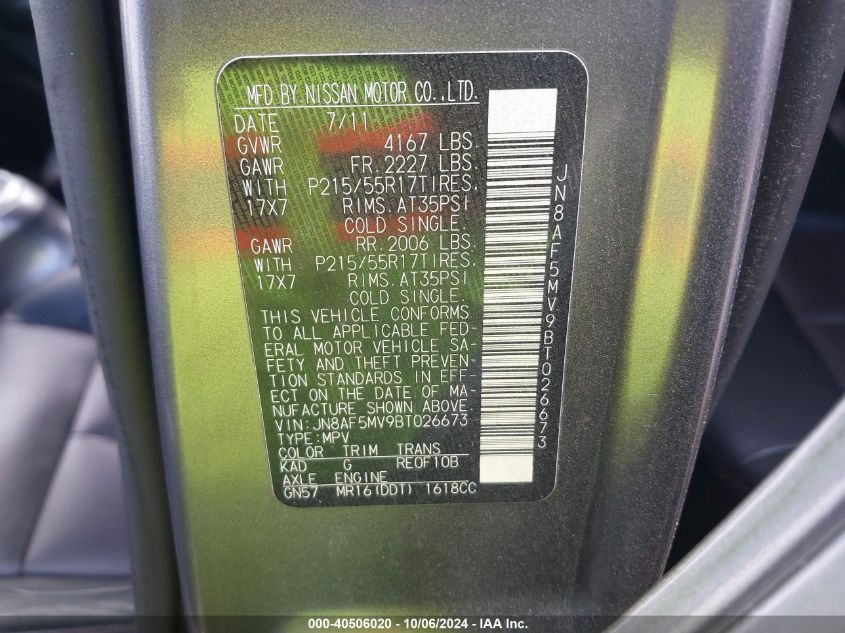 MFD BY NISSAN MOTOR CO.,LTD.
DATE 7/11
GVWR 4167 LBS.
GAWR FR. 2227 LBS.
WITH P215/55R17TIRES.
17X7 RIMS. AT35PSI
COLD SINGLE.
GAWR RR. 2006 LBS.
WITH P215/55R17TIRES.
17X7 RIMS. AT35PSI
COLD SINGLE.
THIS VEHICLE CONFORMS
TO ALL APPLICABLE FED-
ERAL MOTOR VEHICLE SA-
FETY AND THEFT PREVEN-
TION STANDARDS IN EFF-
ECT ON THE DATE OF MA-
NUFACTURE SHOWN ABOVE.
VIN: JN8AF5MV9BT026673
TYPE: MPV
COLOR TRIM TRANS
KAD G REOF10B
AXLE ENGINE
GN57 MR16(DDT) 1618CC
JN8AF5MV9BT026673
000-40506020 - 10/06/2024 - IAA Inc.